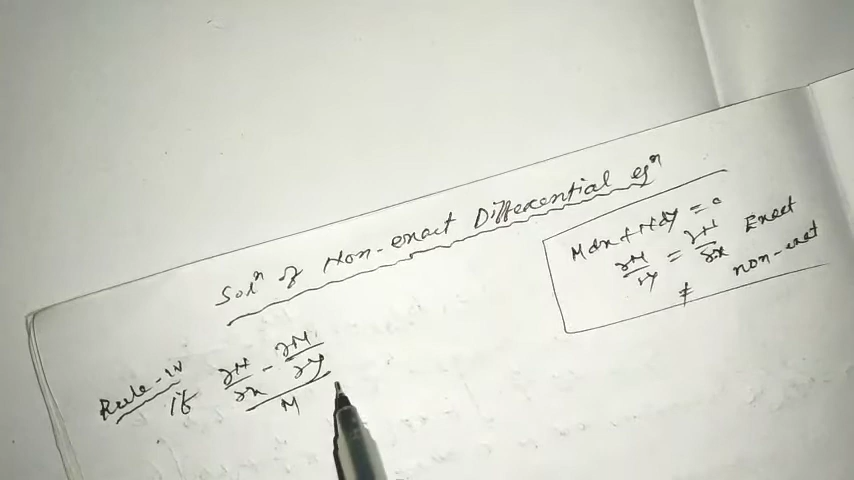 Solⁿ of Non-exact Differential eqⁿ
Mdx + Ndy = 0
∂M/∂y = ∂N/∂x Exact
≠ non-exact
Rule-IV
if (∂N/∂x - ∂M/∂y)/M